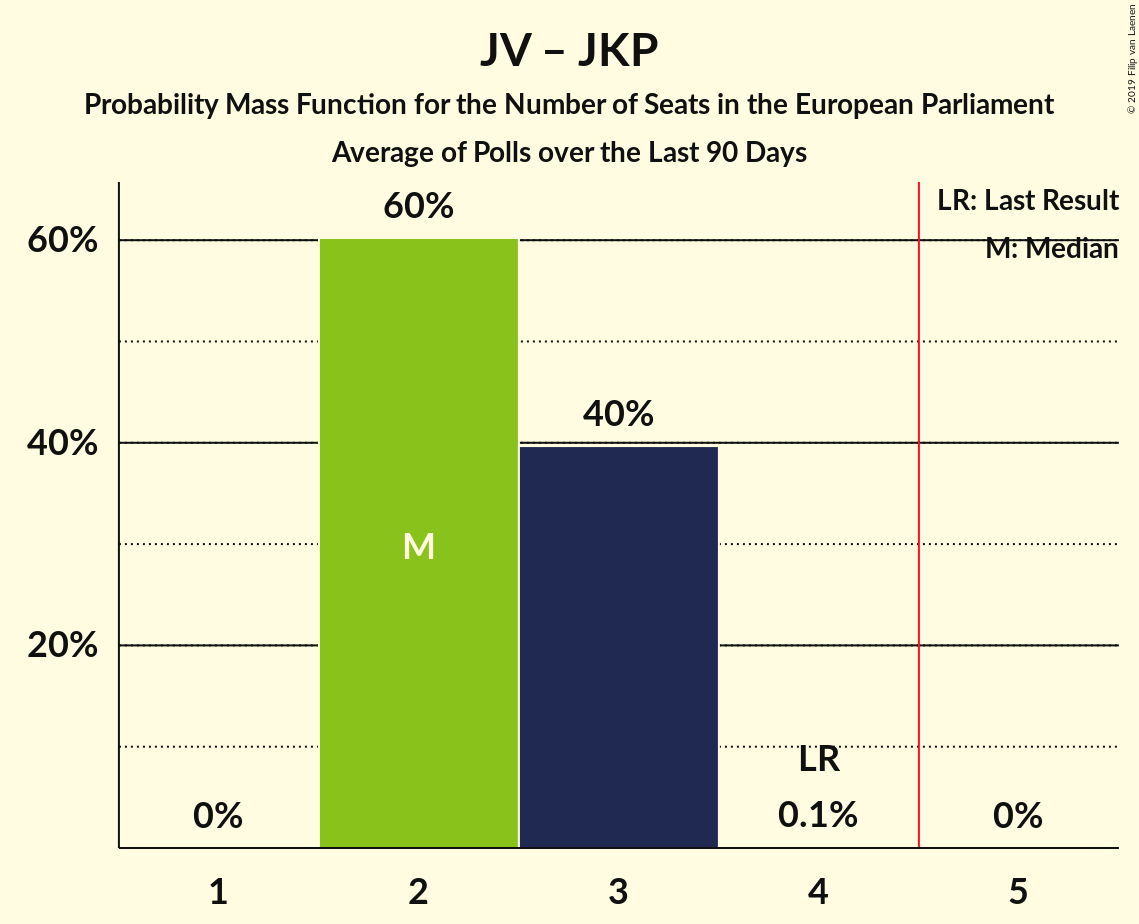 JV – JKP
Probability Mass Function for the Number of Seats in the European Parliament
Average of Polls over the Last 90 Days
© 2019 Filip van Laenen
LR: Last Result
M: Median
60%
40%
20%
60%
40%
M
LR
0%
0.1%
0%
1 2 3 4 5